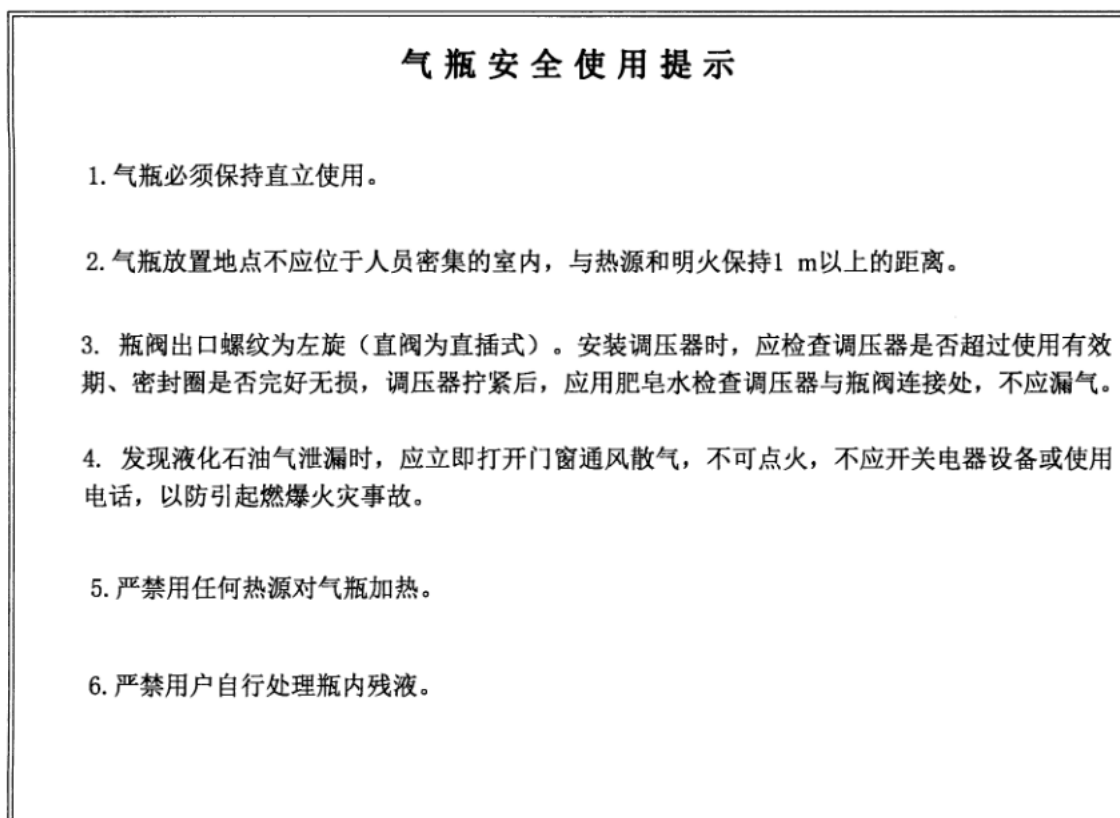 气瓶安全使用提示
1.气瓶必须保持直立使用。
2.气瓶放置地点不应位于人员密集的室内，与热源和明火保持1 m以上的距离。
3. 瓶阀出口螺纹为左旋（直阀为直插式）。安装调压器时，应检查调压器是否超过使用有效
期、密封圈是否完好无损，调压器拧紧后，应用肥皂水检查调压器与瓶阀连接处，不应漏气。
4. 发现液化石油气泄漏时，应立即打开门窗通风散气，不可点火，不应开关电器设备或使用
电话，以防引起燃爆火灾事故。
5.严禁用任何热源对气瓶加热。
6.严禁用户自行处理瓶内残液。